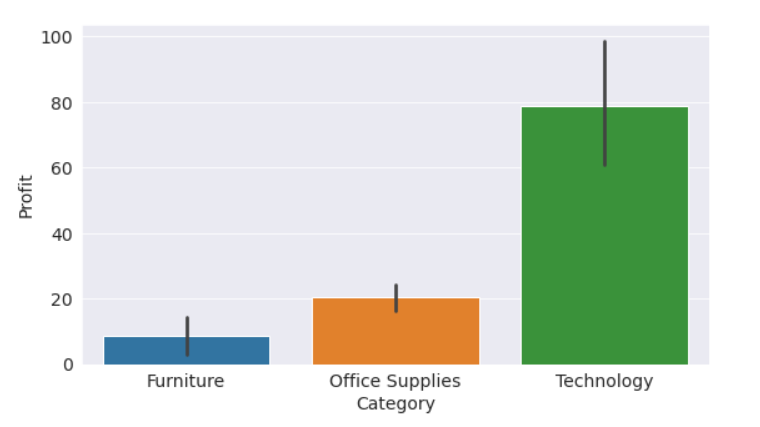 100
80
60
40
20
0
Profit
Furniture
Office Supplies
Technology
Category